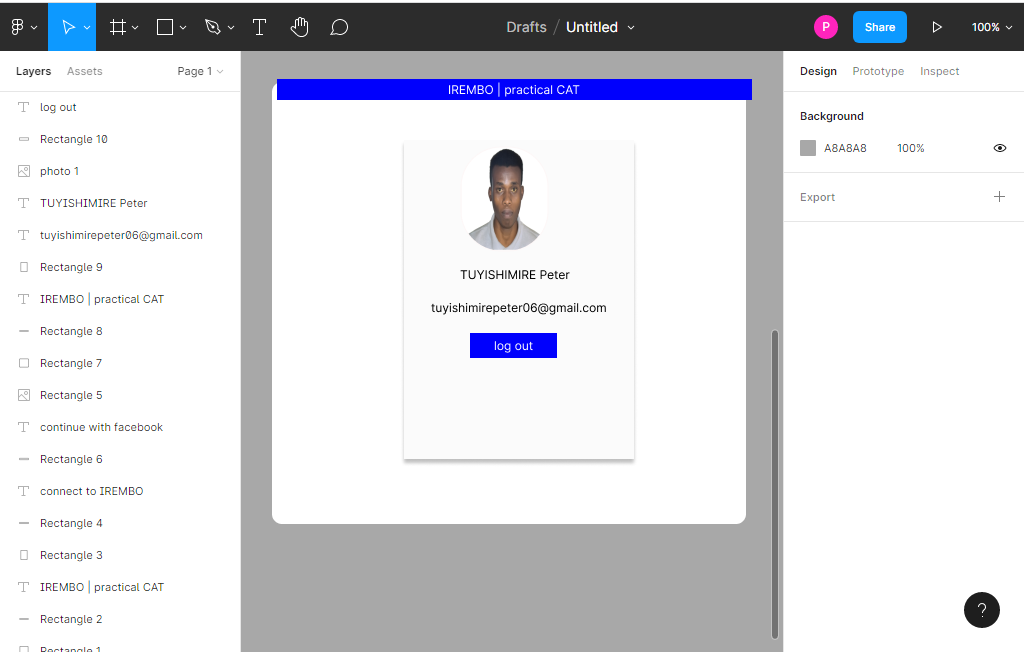 Drafts / Untitled
P
Share
100%
Layers
Assets
Page 1
log out
Rectangle 10
photo 1
TUYISHIMIRE Peter
tuyishimirepeter06@gmail.com
Rectangle 9
IREMBO | practical CAT
Rectangle 8
Rectangle 7
Rectangle 5
continue with facebook
Rectangle 6
connect to IREMBO
Rectangle 4
Rectangle 3
IREMBO | practical CAT
Rectangle 2
Rectangle 1
IREMBO | practical CAT
TUYISHIMIRE Peter
tuyishimirepeter06@gmail.com
log out
Design
Prototype
Inspect
Background
A8A8A8
100%
Export
?